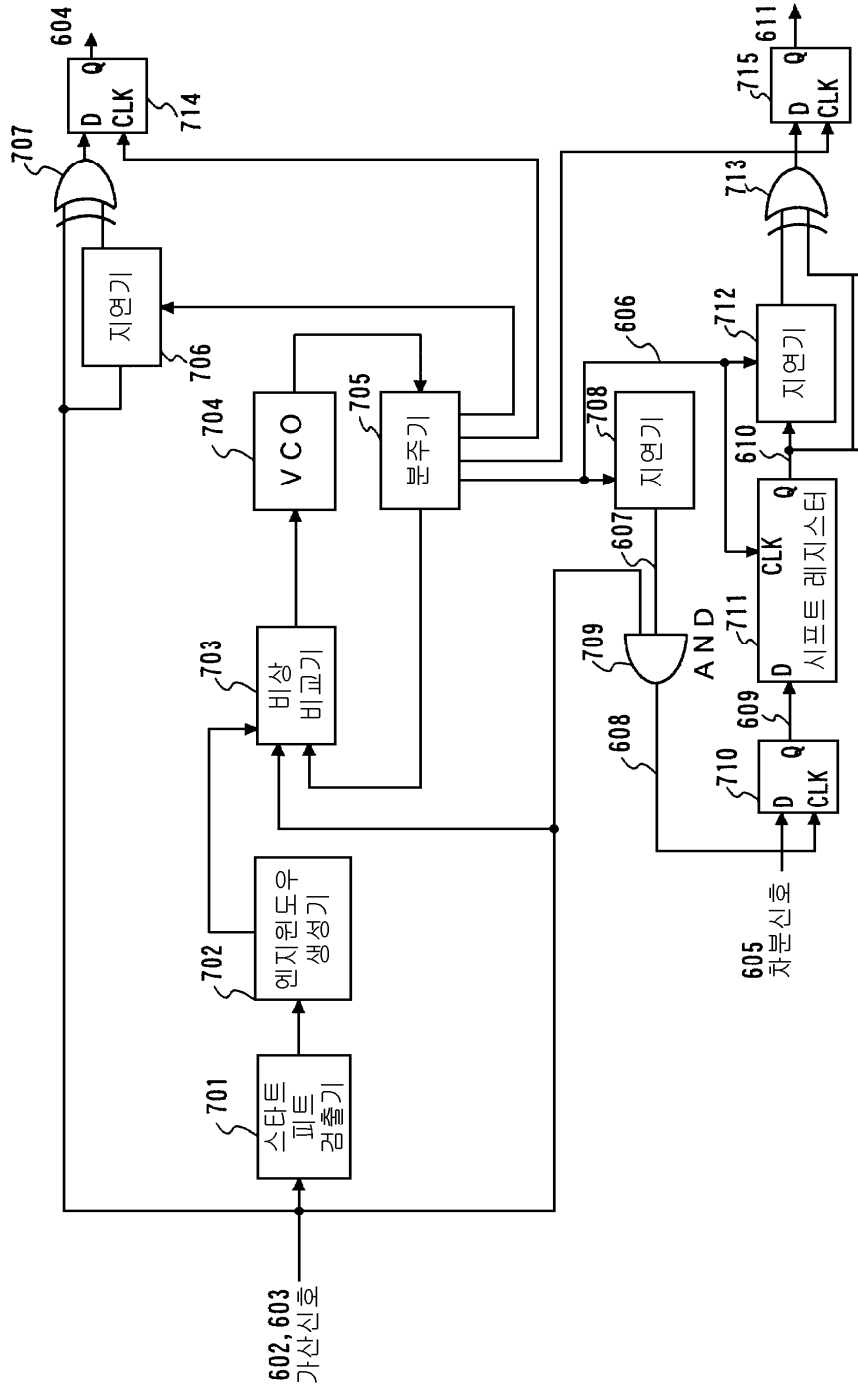 707
D
Q
CLK
604
714
지연기
706
602, 603
가산신호
701
스타트
피트
검출기
702
엔지윈도우
생성기
703
비상
비교기
704
VCO
705
분주기
606
708
지연기
607
709
AND
608
605
차분신호
710
D
Q
CLK
609
711
D
CLK
Q
시프트 레지스터
610
712
지연기
713
715
D
Q
CLK
611